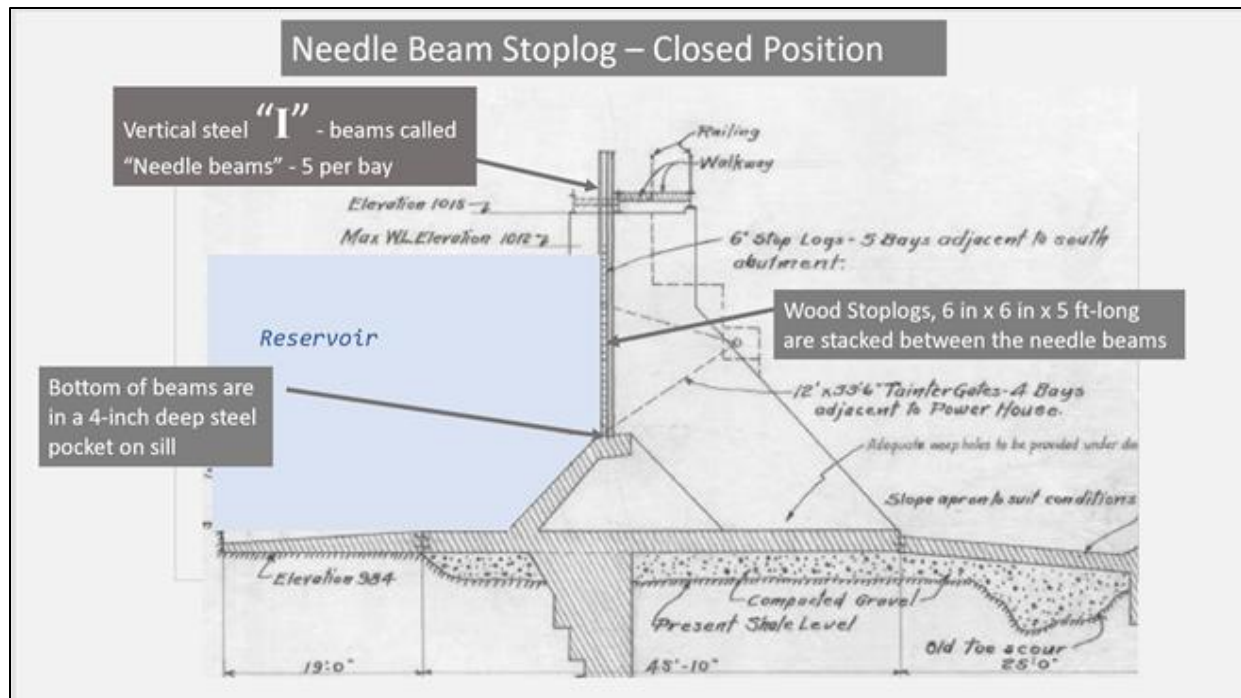 Needle Beam Stoplog – Closed Position
Vertical steel “I” - beams called
“Needle beams” - 5 per bay
Railing
Walkway
Elevation 1015
Max W.L. Elevation 1012
6" Stop Logs - 5 Bays adjacent to south
abutment.
Reservoir
Wood Stoplogs, 6 in x 6 in x 5 ft-long
are stacked between the needle beams
Bottom of beams are
in a 4-inch deep steel
pocket on sill
12' x 33'6" Tainter Gates - 4 Bays
adjacent to Power House.
Adequate weep holes to be provided under
Slope apron to suit conditions
Elevation 984
Compacted Gravel
Present Shale Level
Old Toe scour
19'-0"
45'-10"
25'-0"